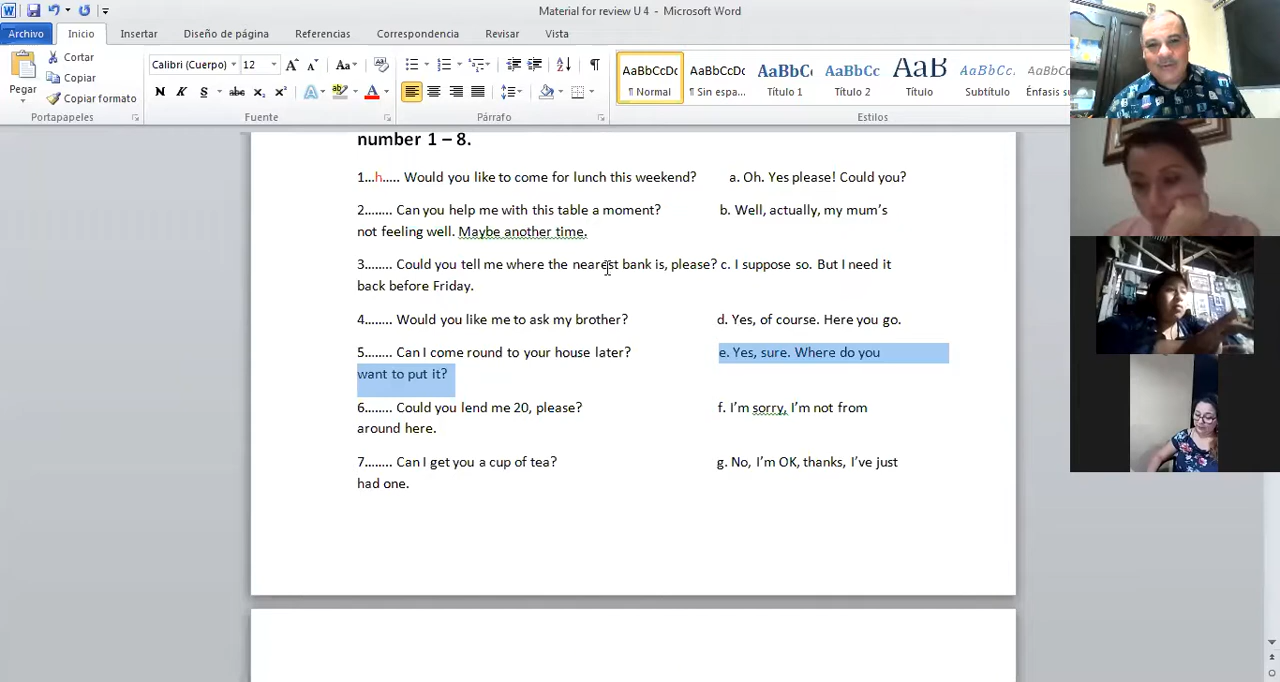 Material for review U 4 - Microsoft Word
Archivo Inicio Insertar Diseño de página Referencias Correspondencia Revisar Vista
Pegar Cortar
Copiar
Copiar formato
Calibri (Cuerpo) 12
AaBbCcDc ¶ Normal
AaBbCcDc ¶ Sin espa...
AaBbC Título 1
AaBbCc Título 2
AaB Título
AaBbCc Subtítulo
AaBbCc Énfasis
Portapapeles Fuente Párrafo Estilos
number 1 – 8.
1...h..... Would you like to come for lunch this weekend? a. Oh. Yes please! Could you?
2........ Can you help me with this table a moment? b. Well, actually, my mum’s
not feeling well. Maybe another time.
3........ Could you tell me where the nearest bank is, please? c. I suppose so. But I need it
back before Friday.
4........ Would you like me to ask my brother? d. Yes, of course. Here you go.
5........ Can I come round to your house later? e. Yes, sure. Where do you
want to put it?
6........ Could you lend me 20, please? f. I’m sorry, I’m not from
around here.
7........ Can I get you a cup of tea? g. No, I’m OK, thanks, I’ve just
had one.